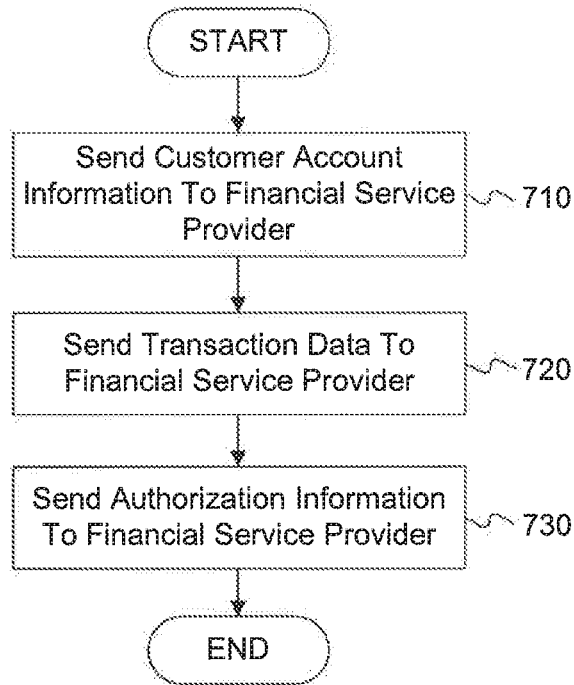 START
Send Customer Account
Information To Financial Service
Provider
710
Send Transaction Data To
Financial Service Provider
720
Send Authorization Information
To Financial Service Provider
730
END